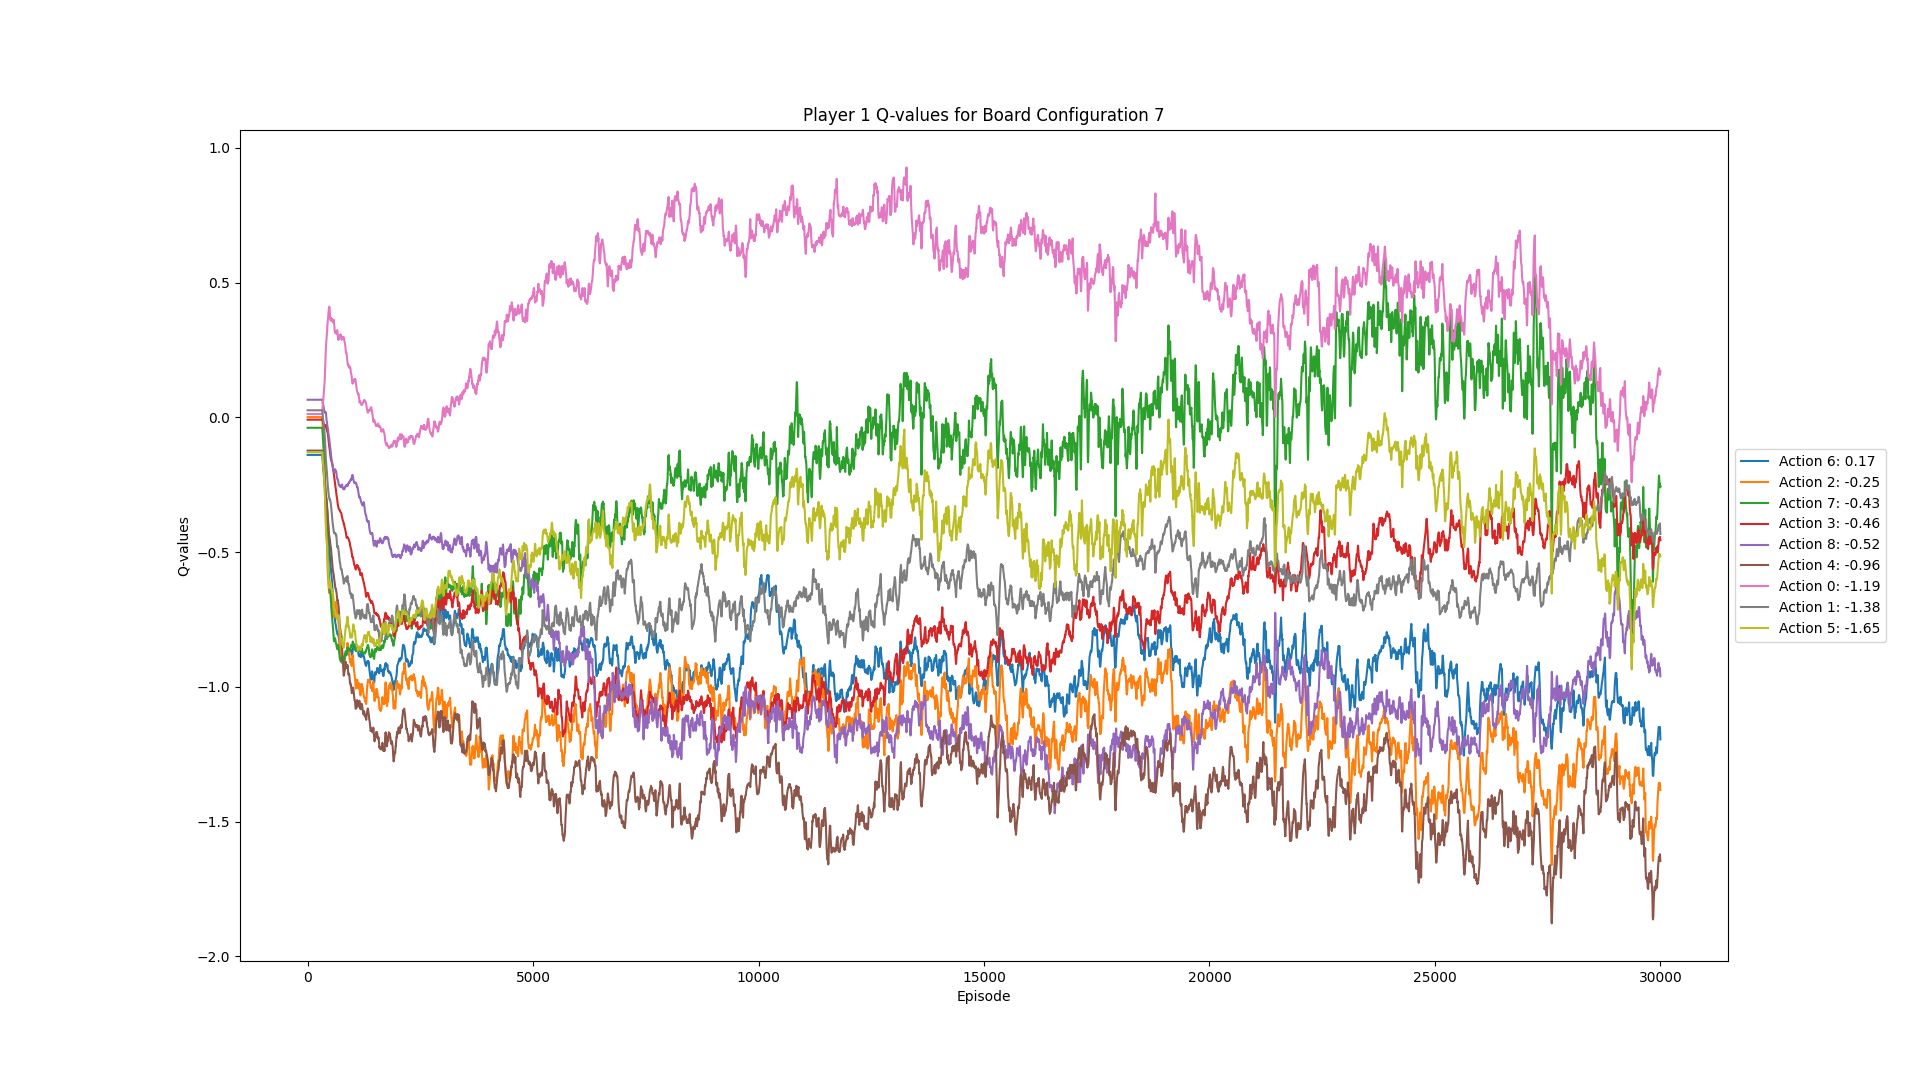 Player 1 Q-values for Board Configuration 7
1.0
0.5
0.0
−0.5
−1.0
−1.5
−2.0
Q-values
0
5000
10000
15000
20000
25000
30000
Episode
Action 6: 0.17
Action 2: -0.25
Action 7: -0.43
Action 3: -0.46
Action 8: -0.52
Action 4: -0.96
Action 0: -1.19
Action 1: -1.38
Action 5: -1.65